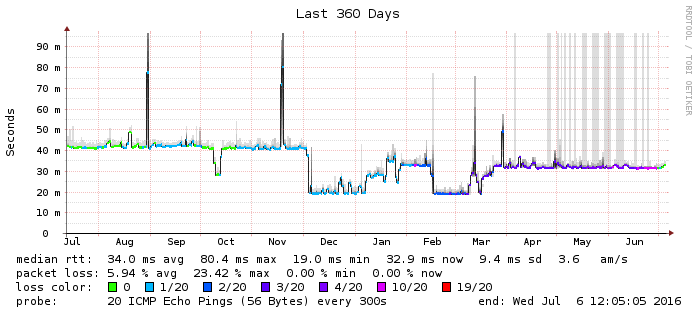 Last 360 Days
RRDTOOL / TOBI OETIKER
Seconds
90 m
80 m
70 m
60 m
50 m
40 m
30 m
20 m
10 m
0
Jul Aug Sep Oct Nov Dec Jan Feb Mar Apr May Jun
median rtt: 34.0 ms avg 80.4 ms max 19.0 ms min 32.9 ms now 9.4 ms sd 3.6 am/s
packet loss: 5.94 % avg 23.42 % max 0.00 % min 0.00 % now
loss color: 0 1/20 2/20 3/20 4/20 10/20 19/20
probe: 20 ICMP Echo Pings (56 Bytes) every 300s end: Wed Jul 6 12:05:05 2016